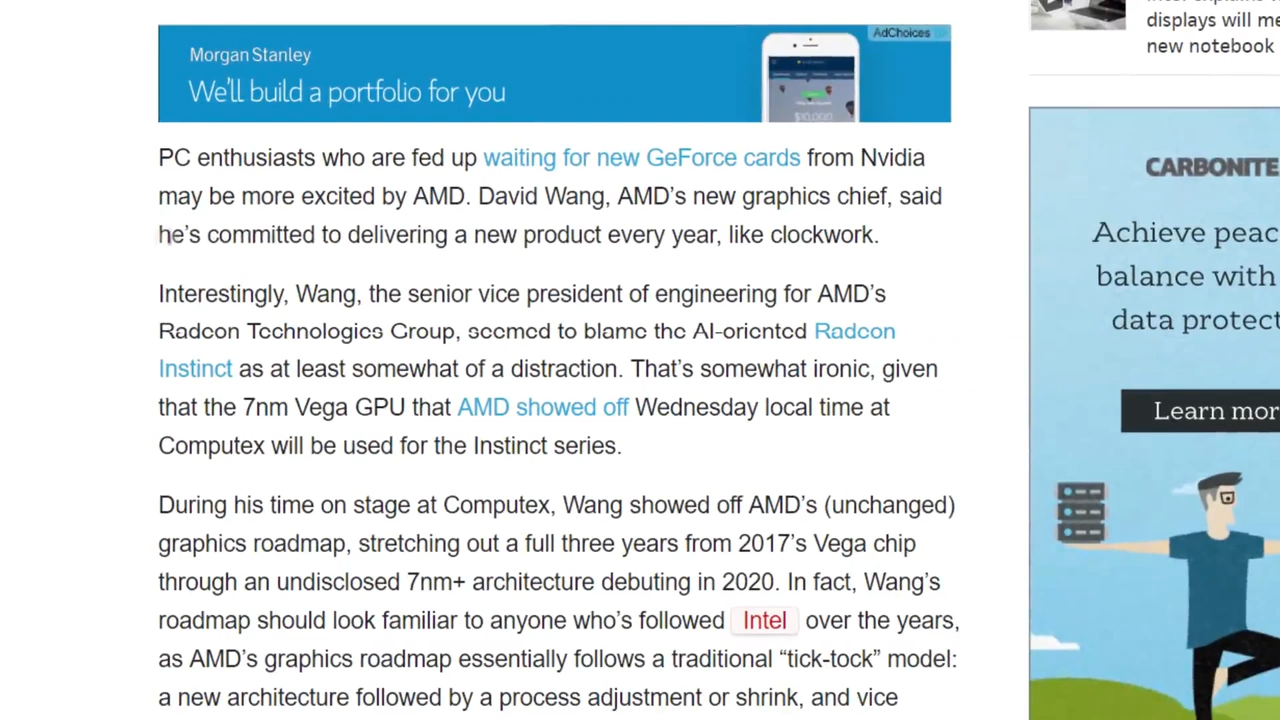 displays will me
new notebook
Morgan Stanley
We'll build a portfolio for you
AdChoices
$10,000
PC enthusiasts who are fed up waiting for new GeForce cards from Nvidia
may be more excited by AMD. David Wang, AMD’s new graphics chief, said
he’s committed to delivering a new product every year, like clockwork.
Interestingly, Wang, the senior vice president of engineering for AMD’s
Radeon Technologies Group, seemed to blame the AI-oriented Radeon
Instinct as at least somewhat of a distraction. That’s somewhat ironic, given
that the 7nm Vega GPU that AMD showed off Wednesday local time at
Computex will be used for the Instinct series.
During his time on stage at Computex, Wang showed off AMD’s (unchanged)
graphics roadmap, stretching out a full three years from 2017’s Vega chip
through an undisclosed 7nm+ architecture debuting in 2020. In fact, Wang’s
roadmap should look familiar to anyone who’s followed Intel over the years,
as AMD’s graphics roadmap essentially follows a traditional “tick-tock” model:
a new architecture followed by a process adjustment or shrink, and vice
CARBONITE
Achieve peac
balance with
data protect
Learn mor